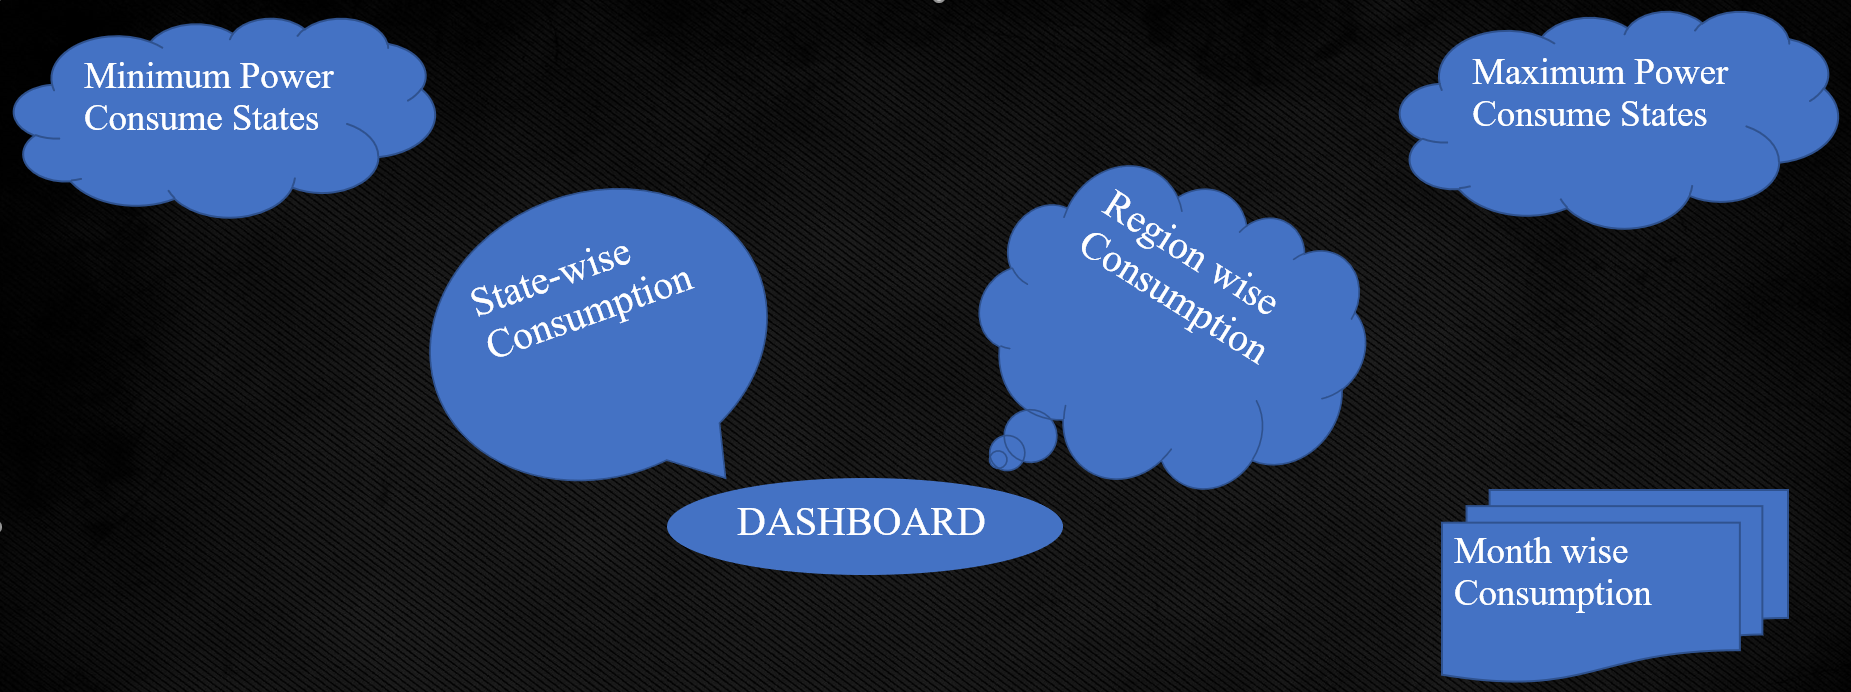 Minimum Power
Consume States
Maximum Power
Consume States
State-wise
Consumption
Region wise
Consumption
DASHBOARD
Month wise
Consumption